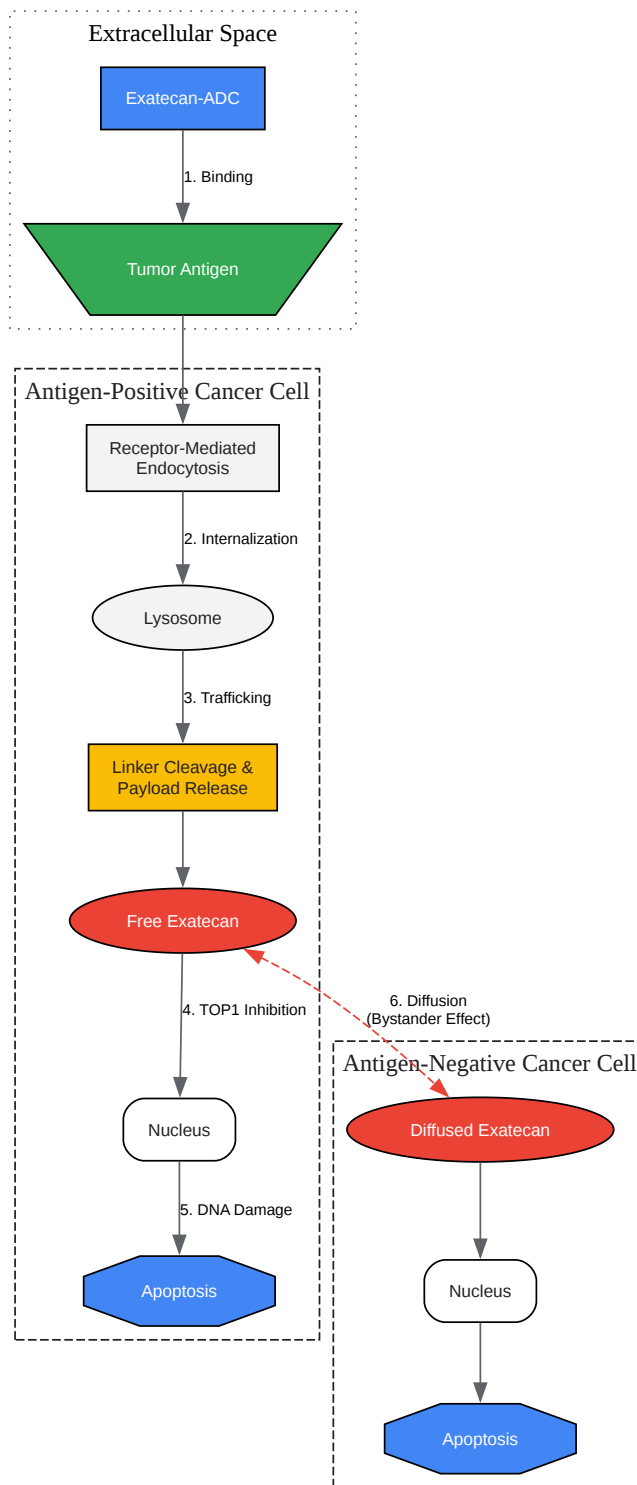 Extracellular Space
Exatecan-ADC
1. Binding
Tumor Antigen
Antigen-Positive Cancer Cell
Receptor-Mediated
Endocytosis
2. Internalization
Lysosome
3. Trafficking
Linker Cleavage &
Payload Release
Free Exatecan
4. TOP1 Inhibition
Nucleus
5. DNA Damage
Apoptosis
6. Diffusion
(Bystander Effect)
Antigen-Negative Cancer Cell
Diffused Exatecan
Nucleus
Apoptosis